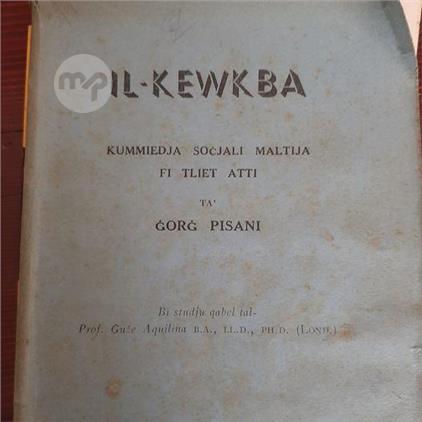 mp
IL-KEWKBA
KUMMIEDJA SOĊJALI MALTIJA
FI TLIET ATTI
TA'
ĠORĠ PISANI
Bi studju qabel tal-
Prof. Ġuże Aquilina B.A., LL.D., PH.D. (LOND.)